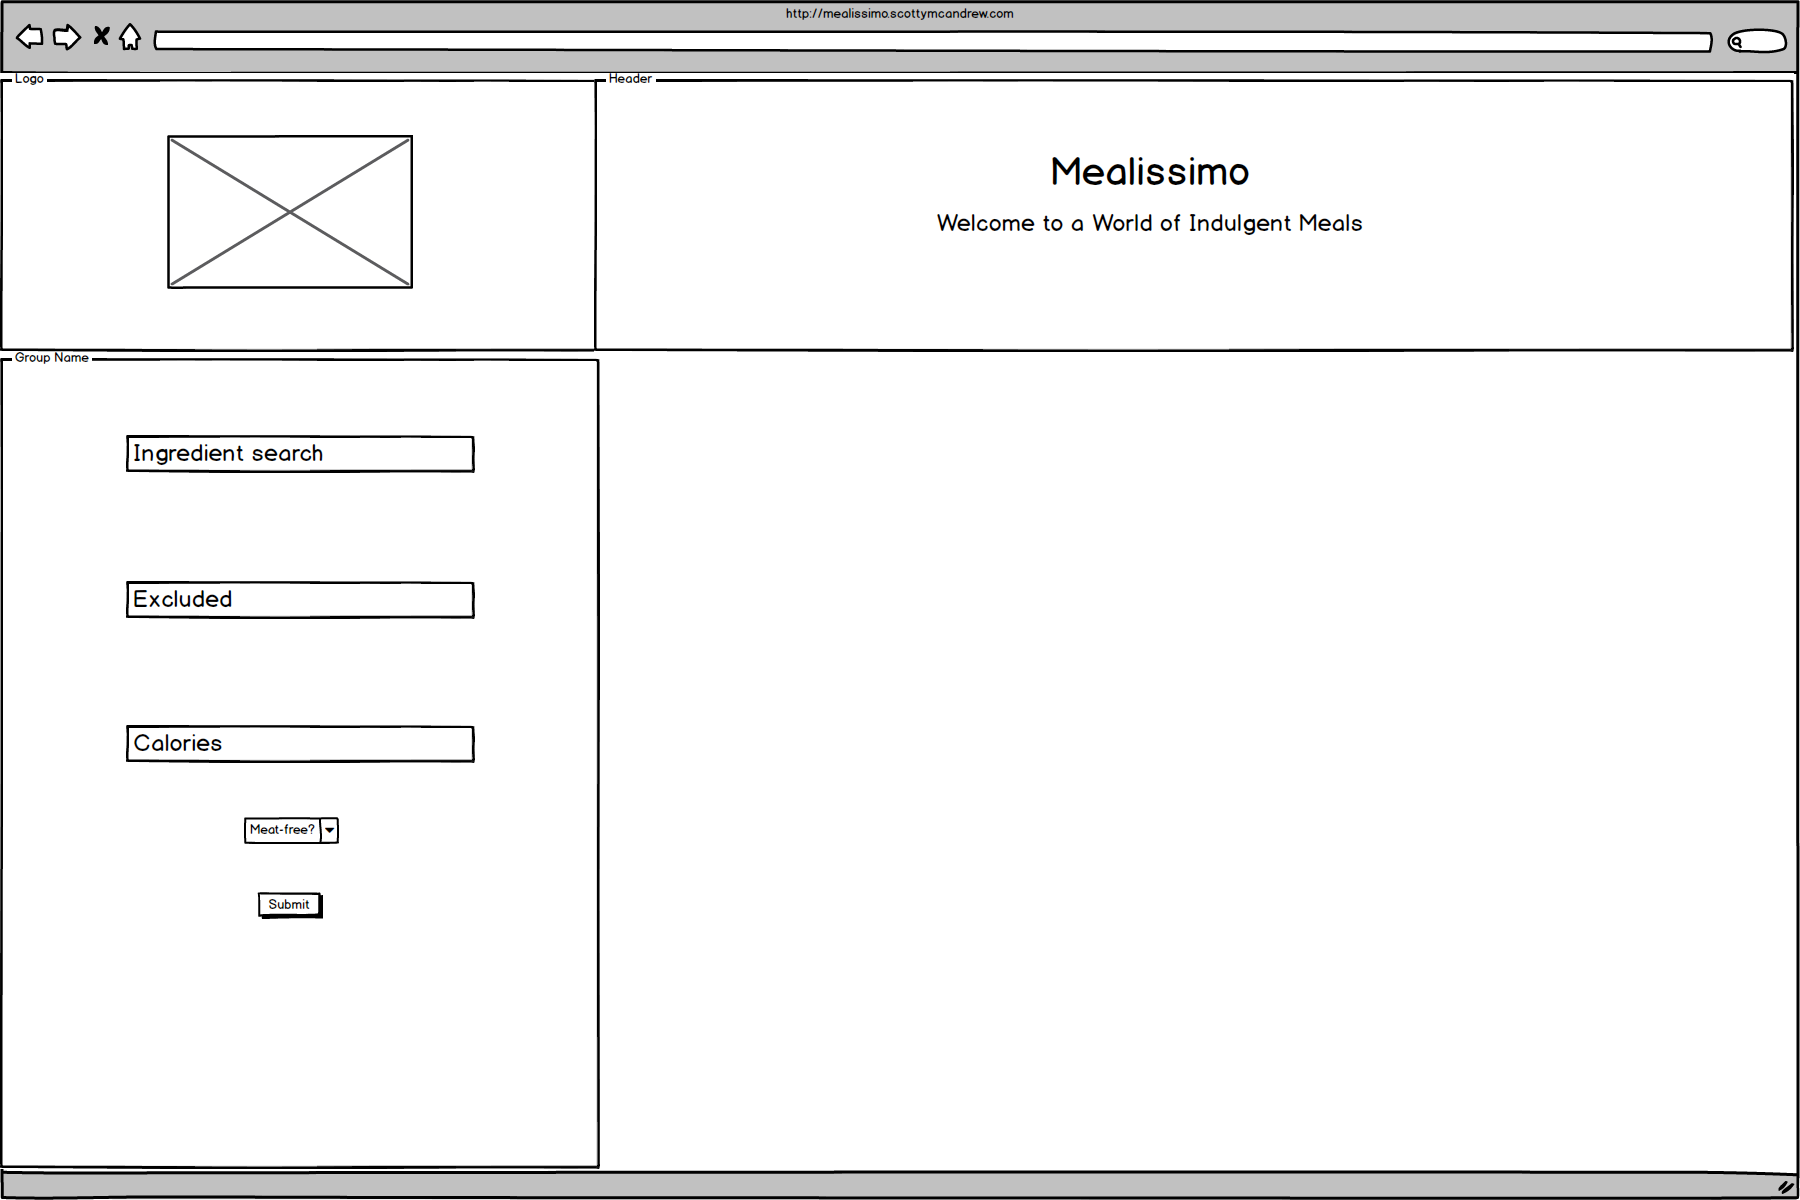 http://mealissimo.scottymcandrew.com
Logo
Header
Mealissimo
Welcome to a World of Indulgent Meals
Group Name
Ingredient search
Excluded
Calories
Meat-free?
Submit